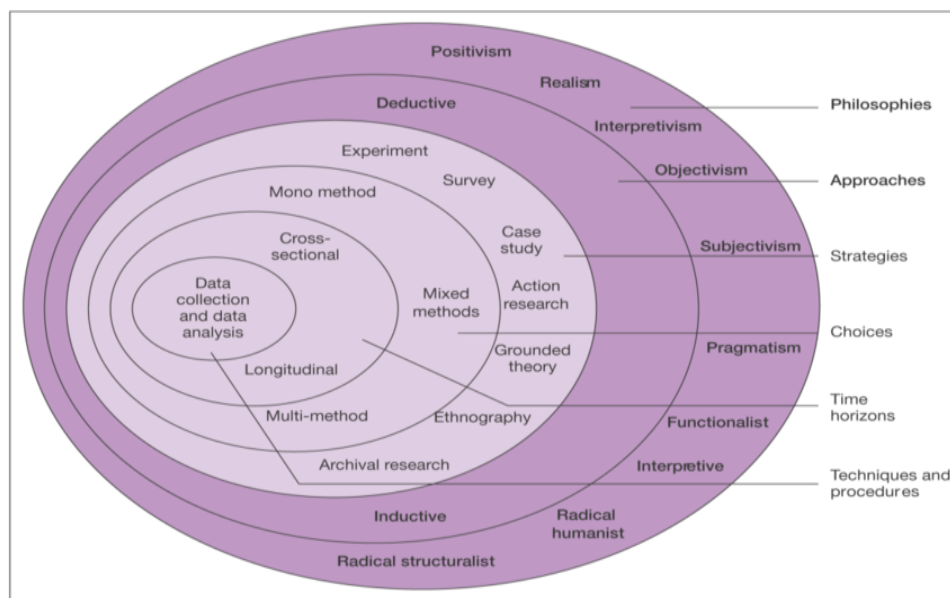 Positivism
Realism
Philosophies
Deductive
Interpretivism
Experiment
Objectivism
Approaches
Survey
Mono method
Case
study
Subjectivism
Strategies
Cross-
sectional
Data
collection
and data
analysis
Mixed
methods
Action
research
Choices
Grounded
theory
Pragmatism
Longitudinal
Time
horizons
Multi-method
Ethnography
Functionalist
Archival research
Interpretive
Techniques and
procedures
Inductive
Radical
humanist
Radical structuralist